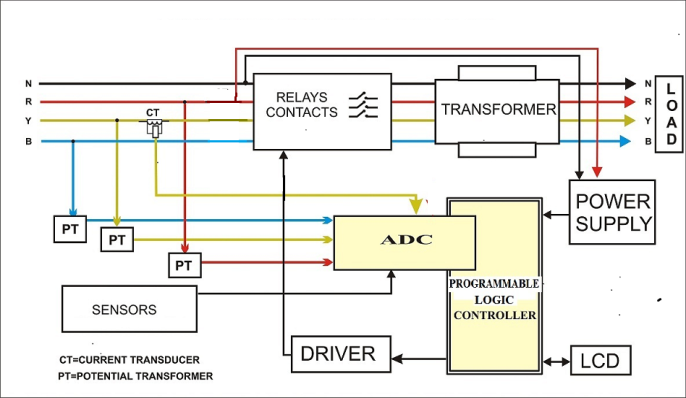 N
R
Y
B
CT
RELAYS
CONTACTS
TRANSFORMER
N
R
Y
B
LOAD
PT
PT
PT
ADC
POWER
SUPPLY
PROGRAMMABLE
LOGIC
CONTROLLER
SENSORS
DRIVER
LCD
CT=CURRENT TRANSDUCER
PT=POTENTIAL TRANSFORMER